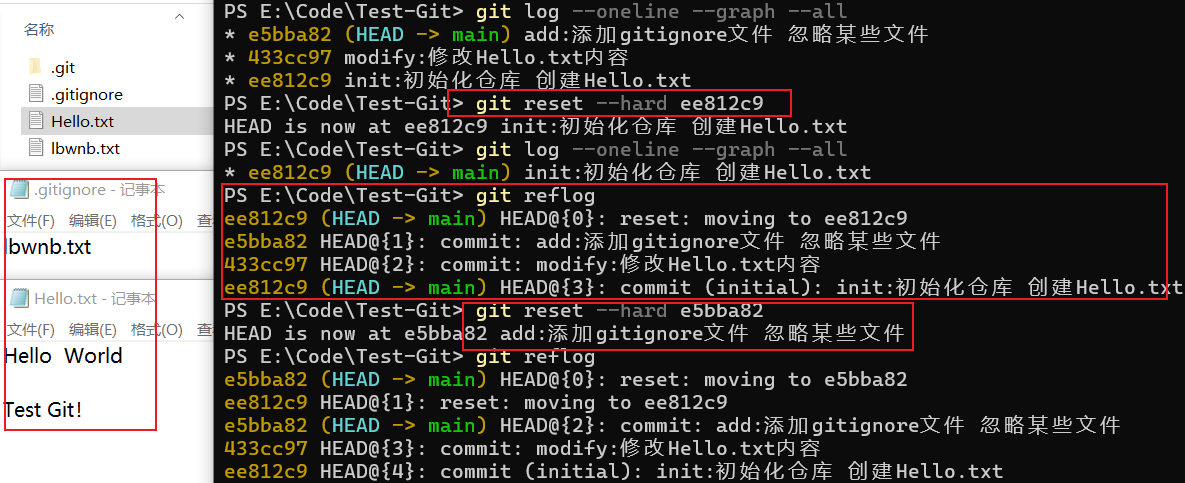 名称
.git
.gitignore
Hello.txt
lbwnb.txt
.gitignore - 记事本
文件(F) 编辑(E) 格式(O) 查
lbwnb.txt
Hello.txt - 记事本
文件(F) 编辑(E) 格式(O) 查
Hello World
Test Git!
PS E:\Code\Test-Git> git log --oneline --graph --all
* e5bba82 (HEAD -> main) add:添加gitignore文件 忽略某些文件
* 433cc97 modify:修改Hello.txt内容
* ee812c9 init:初始化仓库 创建Hello.txt
PS E:\Code\Test-Git> git reset --hard ee812c9
HEAD is now at ee812c9 init:初始化仓库 创建Hello.txt
PS E:\Code\Test-Git> git log --oneline --graph --all
* ee812c9 (HEAD -> main) init:初始化仓库 创建Hello.txt
PS E:\Code\Test-Git> git reflog
ee812c9 (HEAD -> main) HEAD@{0}: reset: moving to ee812c9
e5bba82 HEAD@{1}: commit: add:添加gitignore文件 忽略某些文件
433cc97 HEAD@{2}: commit: modify:修改Hello.txt内容
ee812c9 HEAD@{3}: commit (initial): init:初始化仓库 创建Hello.txt
PS E:\Code\Test-Git> git reset --hard e5bba82
HEAD is now at e5bba82 add:添加gitignore文件 忽略某些文件
PS E:\Code\Test-Git> git reflog
e5bba82 (HEAD -> main) HEAD@{0}: reset: moving to e5bba82
ee812c9 HEAD@{1}: reset: moving to ee812c9
e5bba82 (HEAD -> main) HEAD@{2}: commit: add:添加gitignore文件 忽略某些文件
433cc97 HEAD@{3}: commit: modify:修改Hello.txt内容
ee812c9 HEAD@{4}: commit (initial): init:初始化仓库 创建Hello.txt